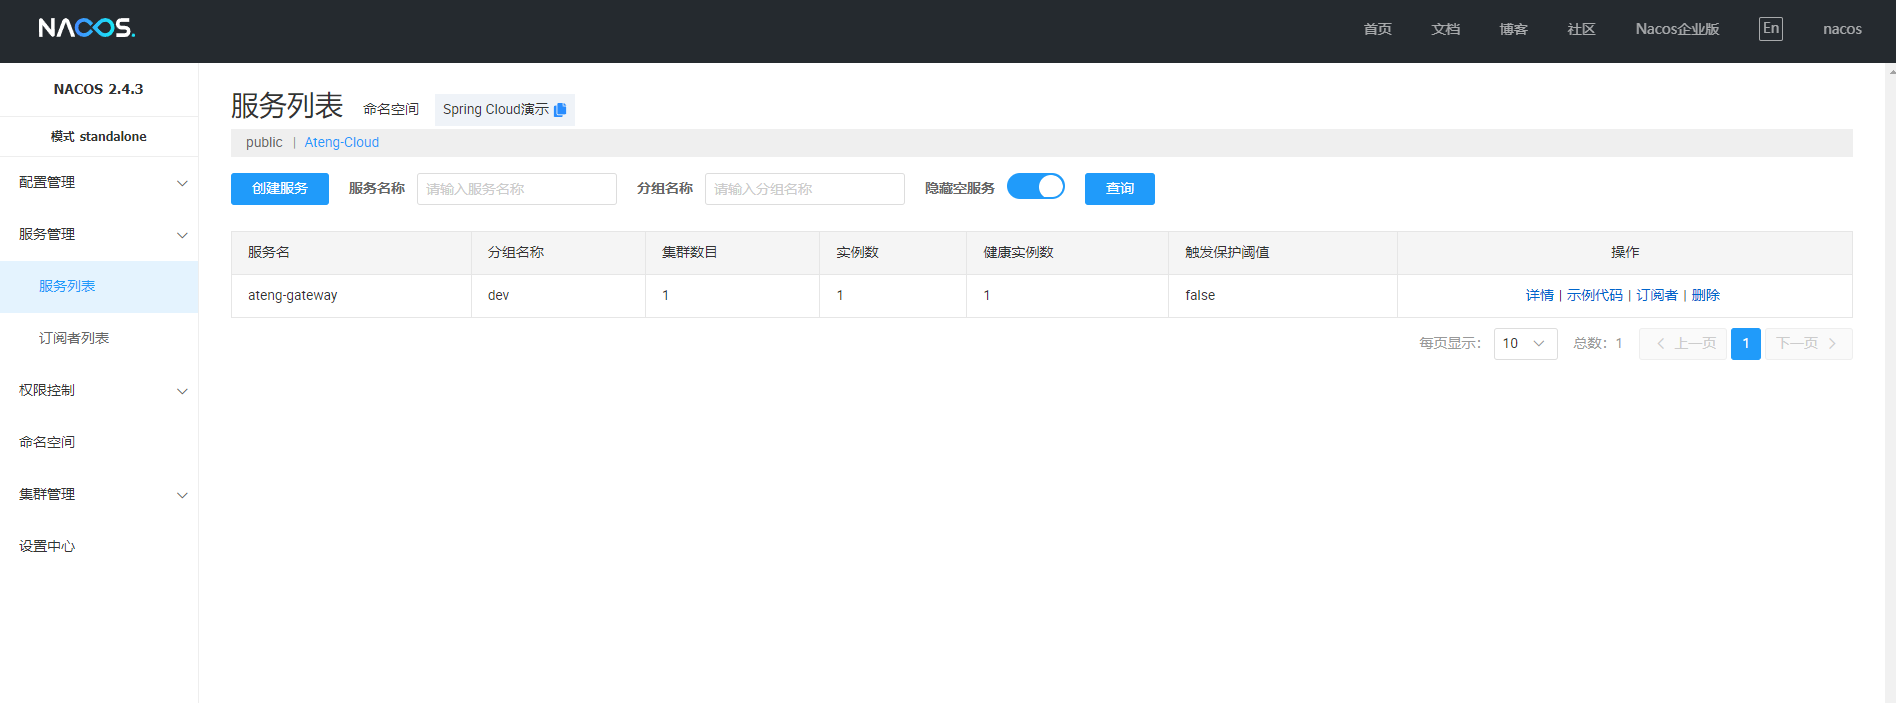 NACOS.
首页 文档 博客 社区 Nacos企业版 En nacos
NACOS 2.4.3
模式 standalone
配置管理
服务管理
服务列表
订阅者列表
权限控制
命名空间
集群管理
设置中心
服务列表 命名空间 Spring Cloud演示
public | Ateng-Cloud
创建服务 服务名称 请输入服务名称 分组名称 请输入分组名称 隐藏空服务 查询
服务名 分组名称 集群数目 实例数 健康实例数 触发保护阈值 操作
ateng-gateway dev 1 1 1 false 详情 | 示例代码 | 订阅者 | 删除
每页显示： 10 总数：1 上一页 1 下一页